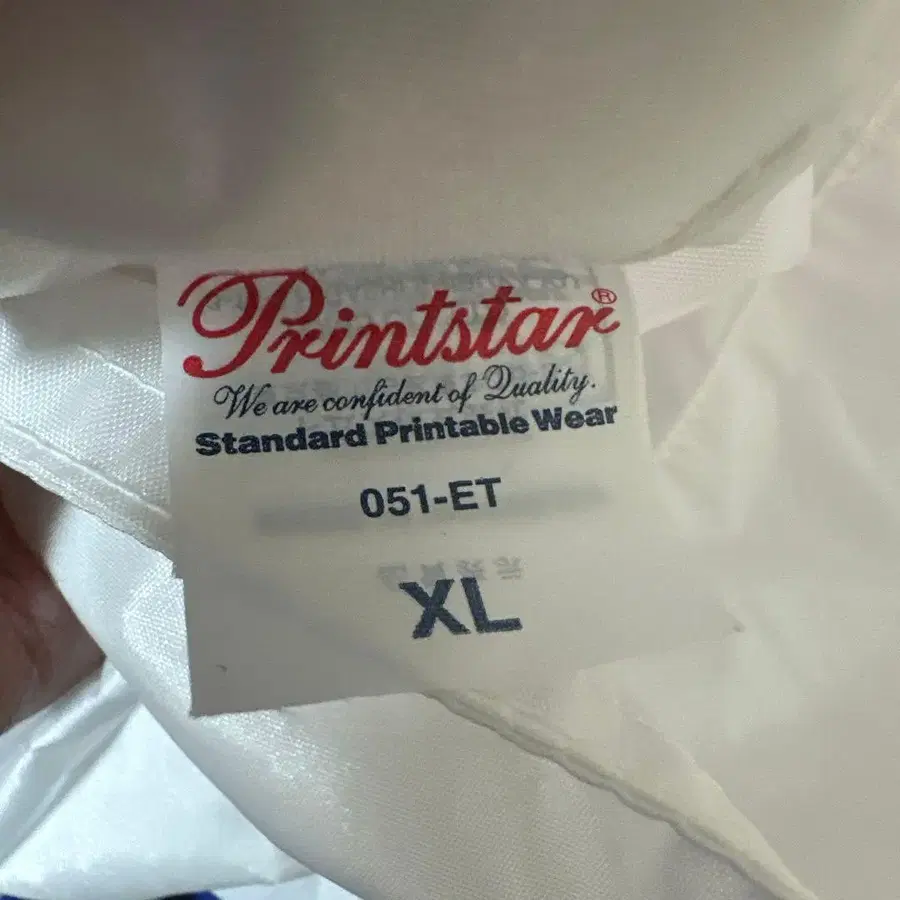 Printstar®
We are confident of Quality.
Standard Printable Wear
051-ET
XL